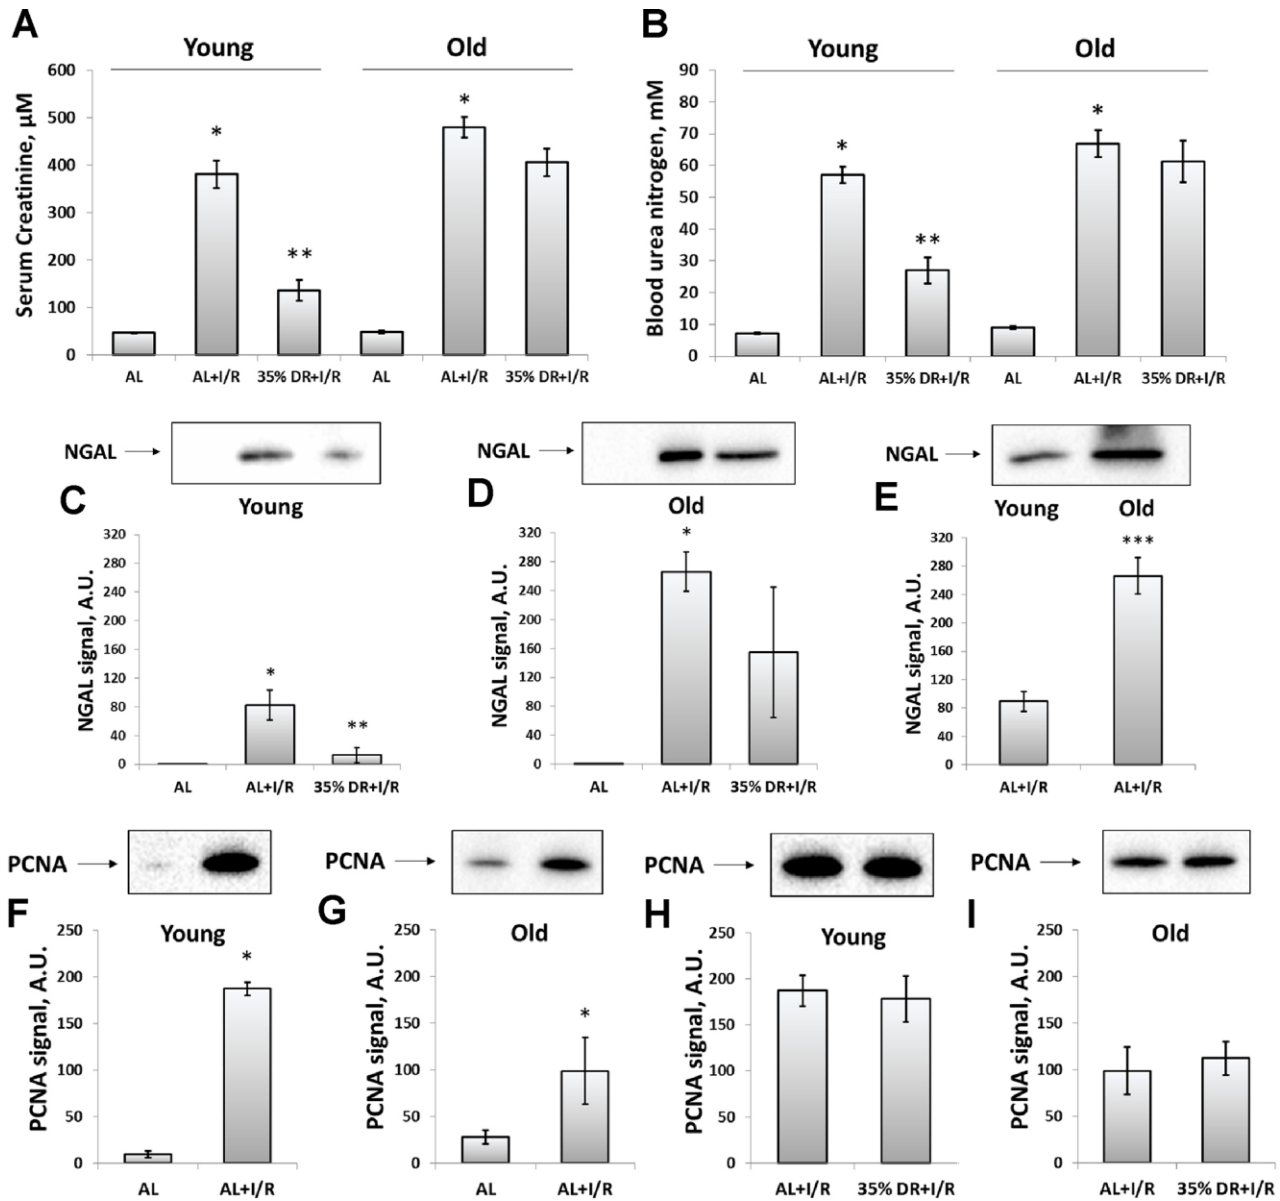 A
Young Old
Serum Creatinine, µM
600
500
400
300
200
100
0
* ** *
AL AL+I/R 35% DR+I/R AL AL+I/R 35% DR+I/R
B
Young Old
Blood urea nitrogen, mM
90
80
70
60
50
40
30
20
10
0
* ** *
AL AL+I/R 35% DR+I/R AL AL+I/R 35% DR+I/R
NGAL
C
Young
NGAL signal, A.U.
320
280
240
200
160
120
80
40
0
* **
AL AL+I/R 35% DR+I/R
NGAL
D
Old
NGAL signal, A.U.
320
280
240
200
160
120
80
40
0
*
AL AL+I/R 35% DR+I/R
NGAL
E
Young Old
NGAL signal, A.U.
320
280
240
200
160
120
80
40
0
***
AL+I/R AL+I/R
PCNA
F
Young
PCNA signal, A.U.
250
200
150
100
50
0
*
AL AL+I/R
PCNA
G
Old
PCNA signal, A.U.
250
200
150
100
50
0
*
AL AL+I/R
PCNA
H
Young
PCNA signal, A.U.
250
200
150
100
50
0
AL+I/R 35% DR+I/R
PCNA
I
Old
PCNA signal, A.U.
250
200
150
100
50
0
AL+I/R 35% DR+I/R